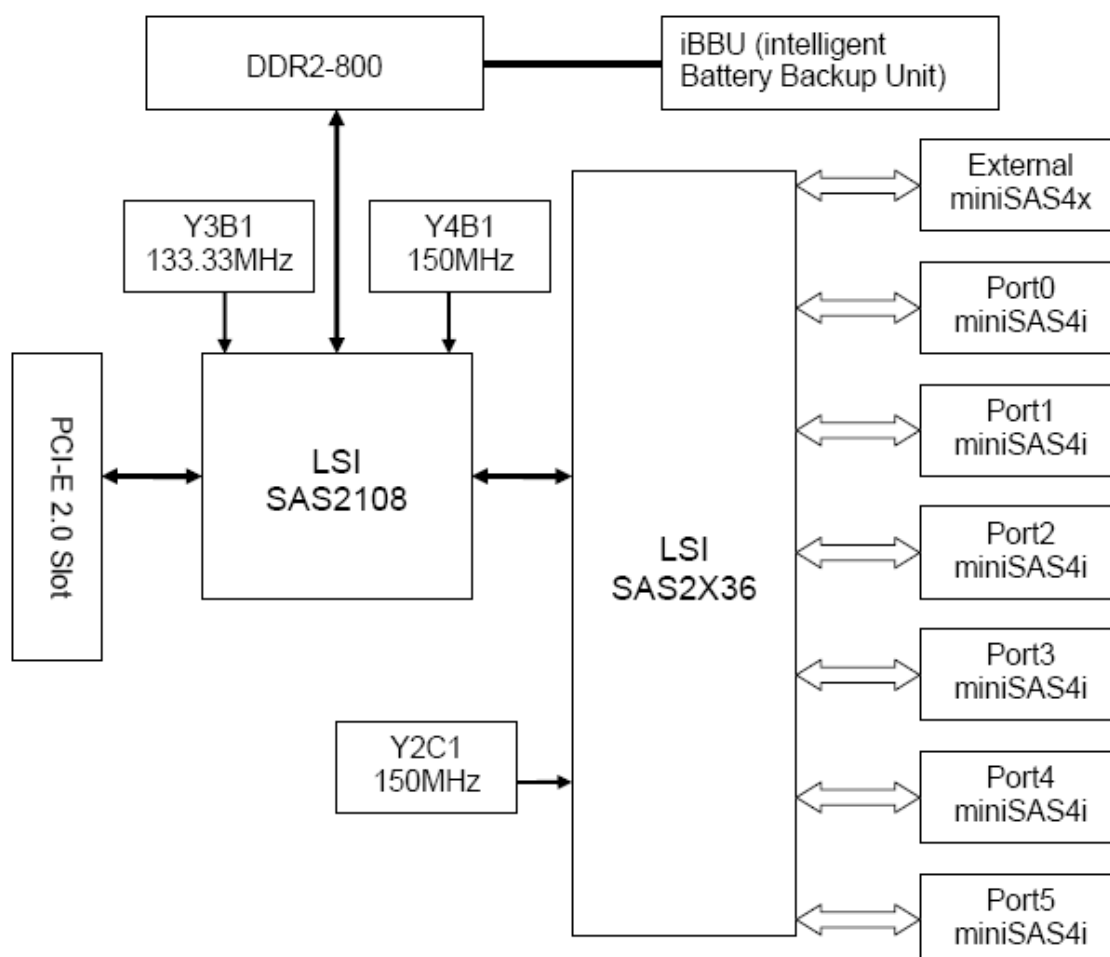 DDR2-800
iBBU (intelligent
Battery Backup Unit)
External
miniSAS4x
Y3B1
133.33MHz
Y4B1
150MHz
Port0
miniSAS4i
PCI-E 2.0 Slot
LSI
SAS2108
Port1
miniSAS4i
LSI
SAS2X36
Port2
miniSAS4i
Port3
miniSAS4i
Y2C1
150MHz
Port4
miniSAS4i
Port5
miniSAS4i